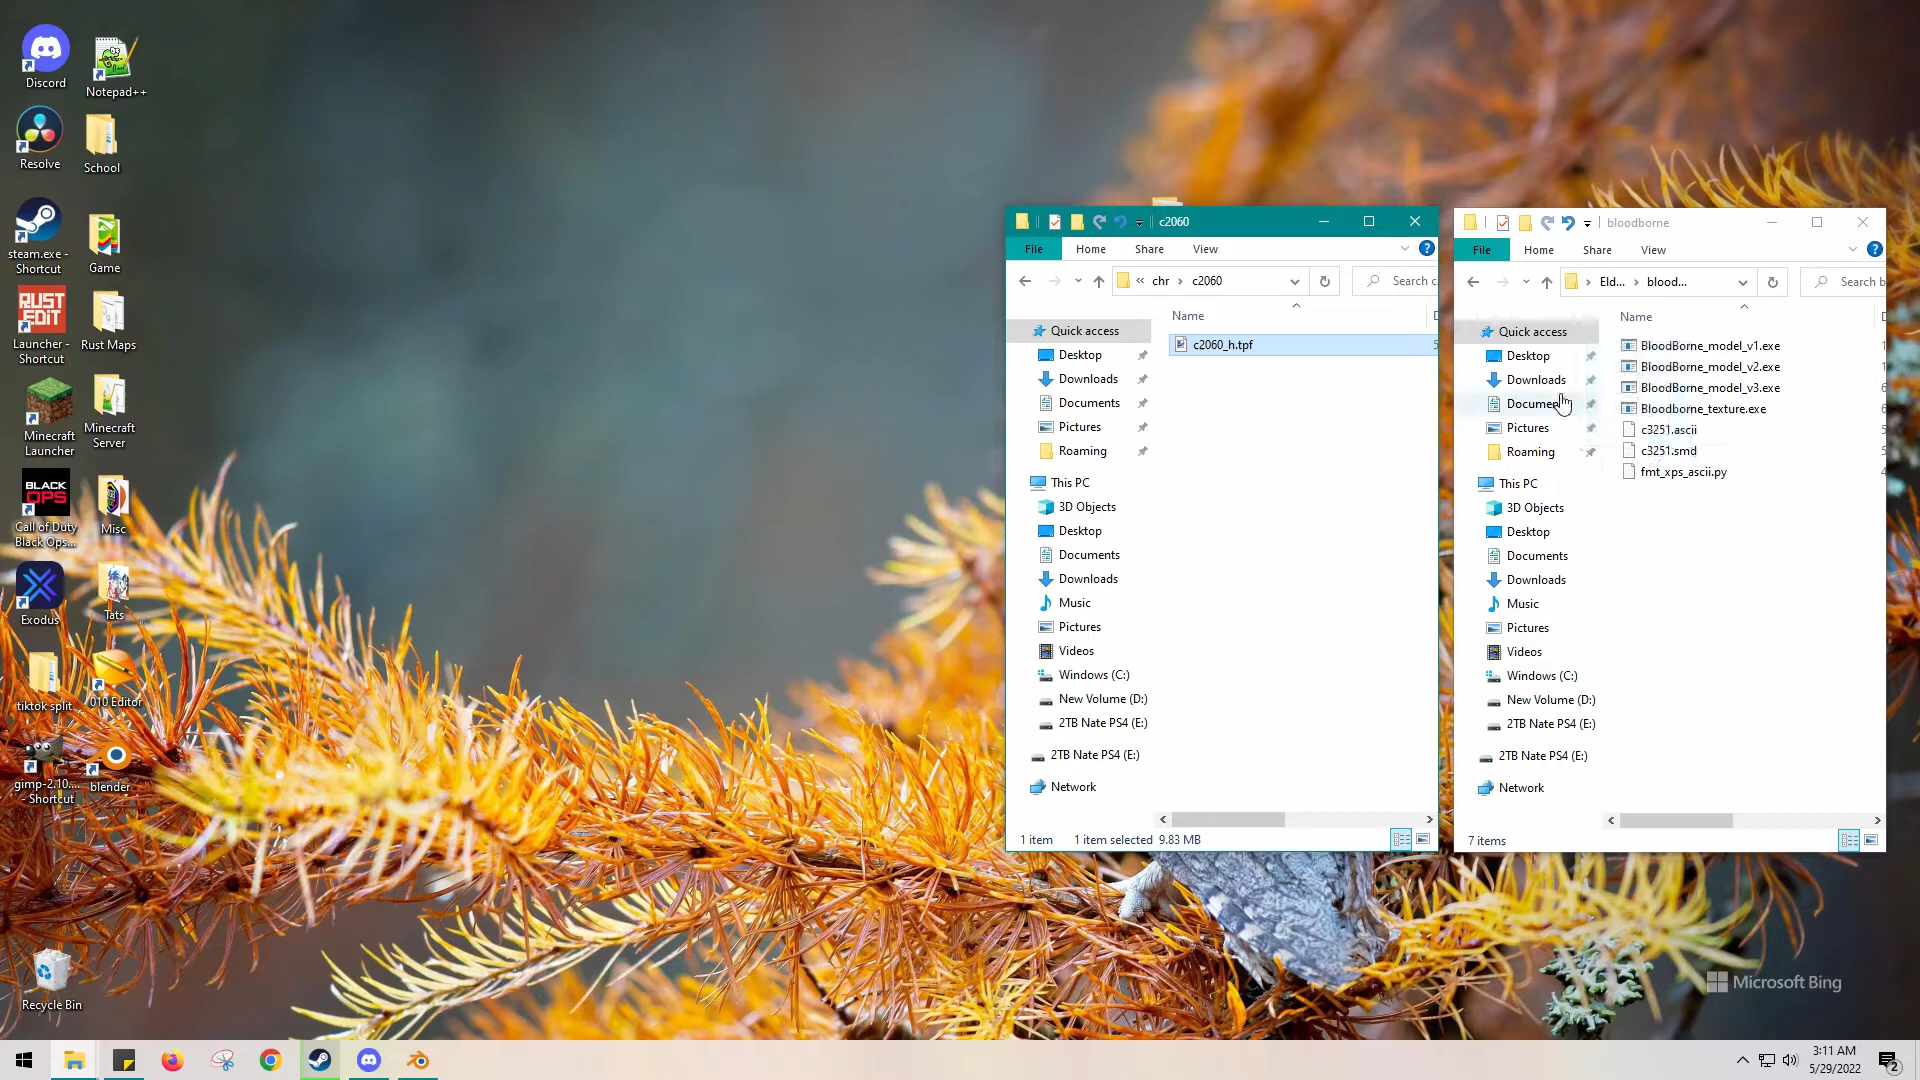 Discord
Notepad++
Resolve
School
steam.exe -
Shortcut
Game
RUST
EDIT
Launcher -
Shortcut
Rust Maps
Minecraft
Launcher
Minecraft
Server
BLACK
OPS
Call of Duty
Black Ops...
Misc
Exodus
Tats
tiktok split
010 Editor
gimp-2.10....
- Shortcut
blender
Recycle Bin
c2060
File
Home
Share
View
« chr › c2060
Search c
Name
Quick access
Desktop
Downloads
Documents
Pictures
Roaming
This PC
3D Objects
Desktop
Documents
Downloads
Music
Pictures
Videos
Windows (C:)
New Volume (D:)
2TB Nate PS4 (E:)
2TB Nate PS4 (E:)
Network
c2060_h.tpf
1 item
1 item selected 9.83 MB
bloodborne
File
Home
Share
View
› Eld... › blood...
Search b
Name
Quick access
Desktop
Downloads
Documen
Pictures
Roaming
This PC
3D Objects
Desktop
Documents
Downloads
Music
Pictures
Videos
Windows (C:)
New Volume (D:)
2TB Nate PS4 (E:)
2TB Nate PS4 (E:)
Network
BloodBorne_model_v1.exe
BloodBorne_model_v2.exe
BloodBorne_model_v3.exe
Bloodborne_texture.exe
c3251.ascii
c3251.smd
fmt_xps_ascii.py
7 items
Microsoft Bing
3:11 AM
5/29/2022
2